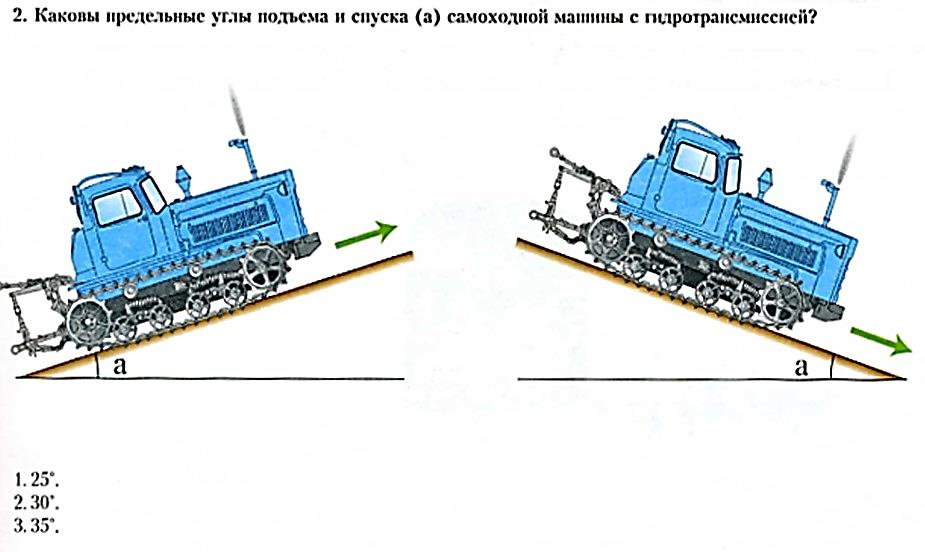 2. Каковы предельные углы подъема и спуска (а) самоходной машины с гидротрансмиссией?
а
а
1. 25°.
2. 30°.
3. 35°.